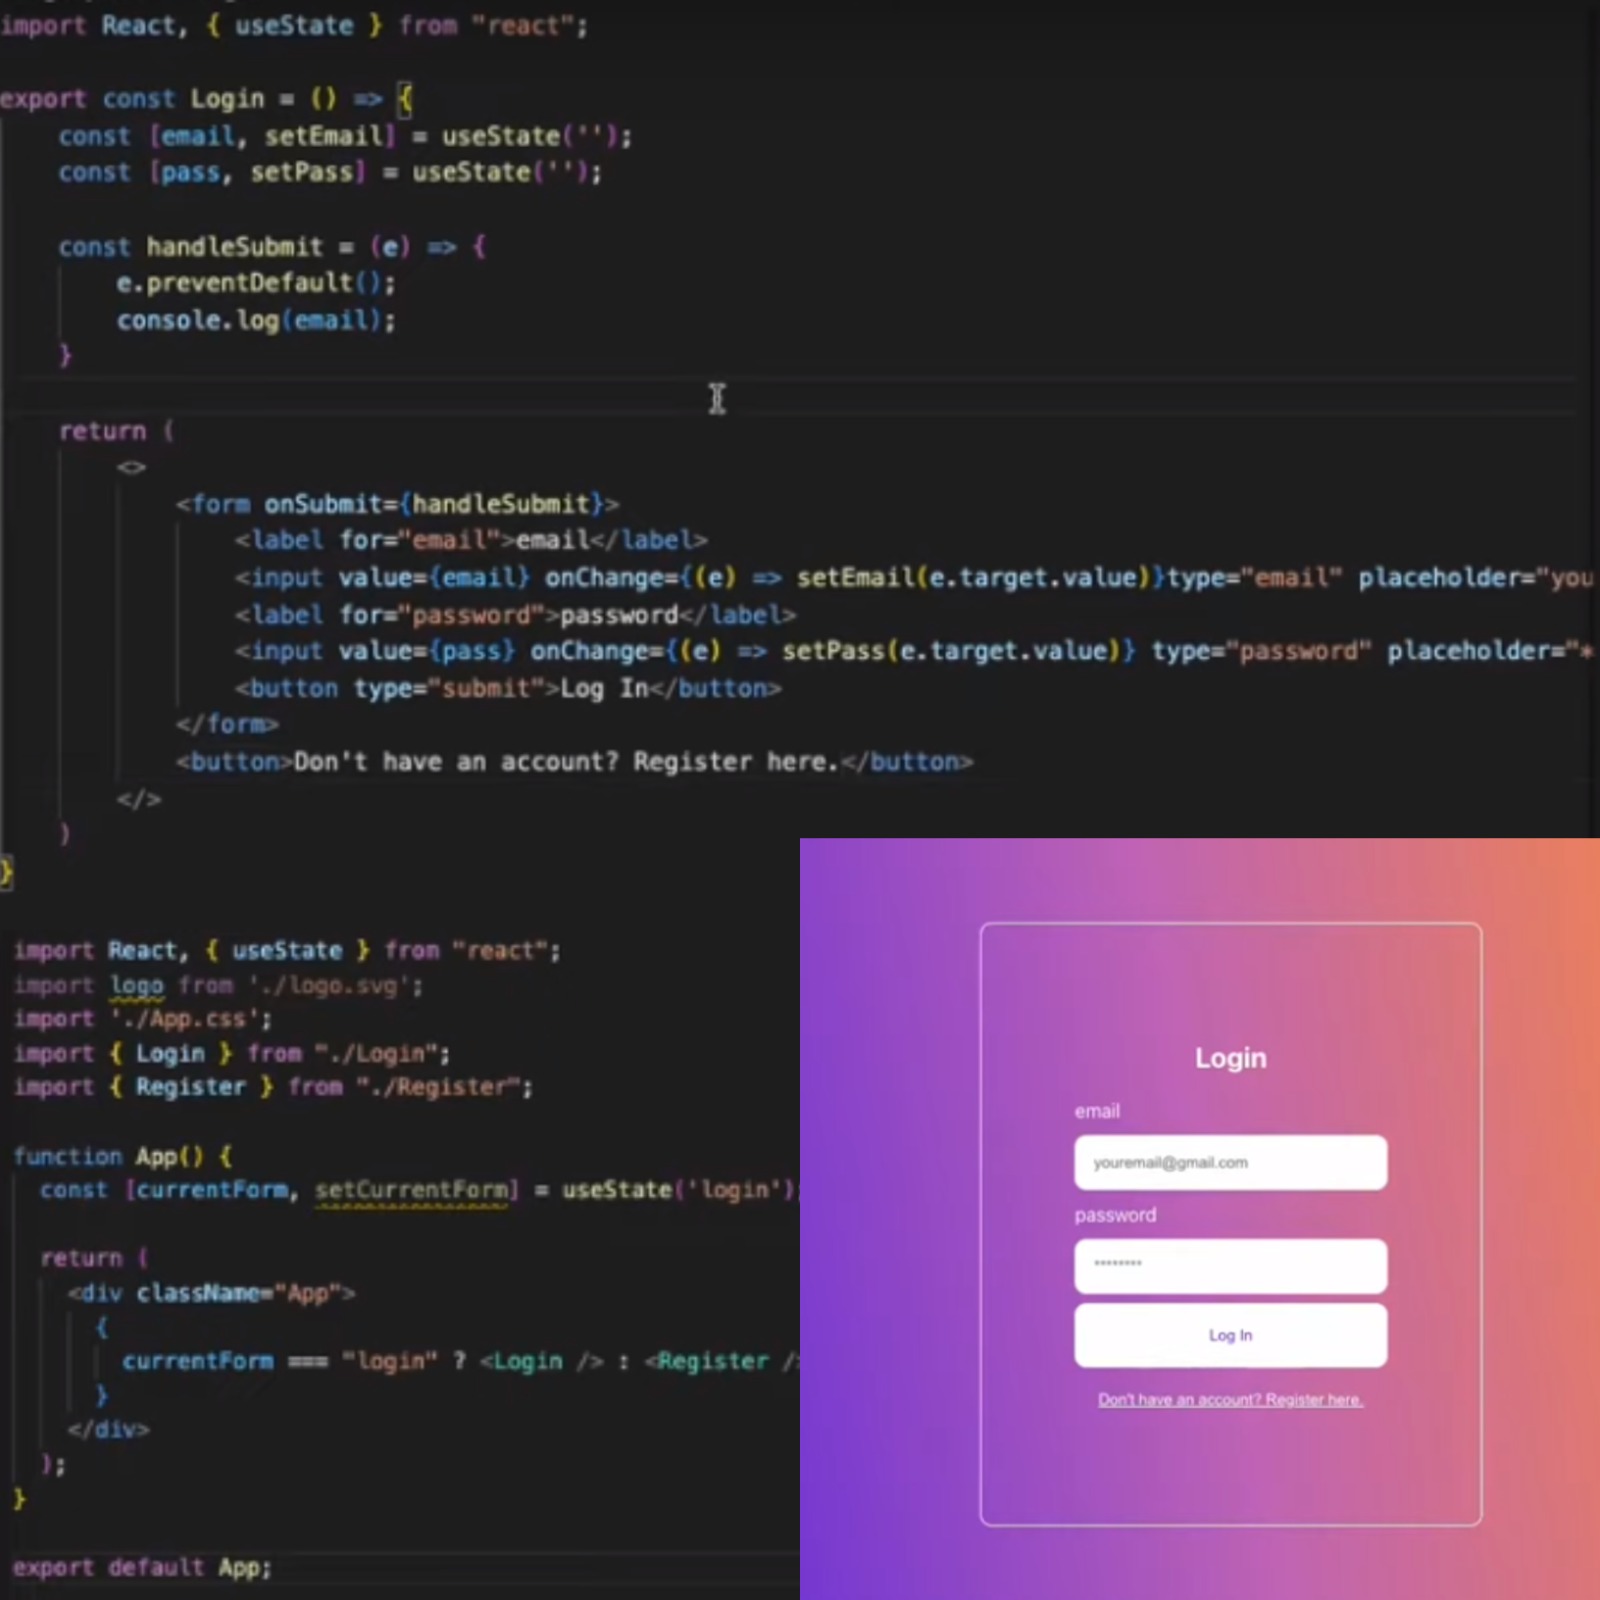 import React, { useState } from "react";
export const Login = () => {
const [email, setEmail] = useState('');
const [pass, setPass] = useState('');
const handleSubmit = (e) => {
e.preventDefault();
console.log(email);
}
return (
<>
<form onSubmit={handleSubmit}>
<label for="email">email</label>
<input value={email} onChange={(e) => setEmail(e.target.value)}type="email" placeholder="you
<label for="password">password</label>
<input value={pass} onChange={(e) => setPass(e.target.value)} type="password" placeholder="*
<button type="submit">Log In</button>
</form>
<button>Don't have an account? Register here.</button>
</>
)
}
import React, { useState } from "react";
import logo from './logo.svg';
import './App.css';
import { Login } from "./Login";
import { Register } from "./Register";
function App() {
const [currentForm, setCurrentForm] = useState('login');
return (
<div className="App">
{
currentForm === "login" ? <Login /> : <Register />
}
</div>
);
}
export default App;
Login
email
youremail@gmail.com
password
********
Log In
Don't have an account? Register here.